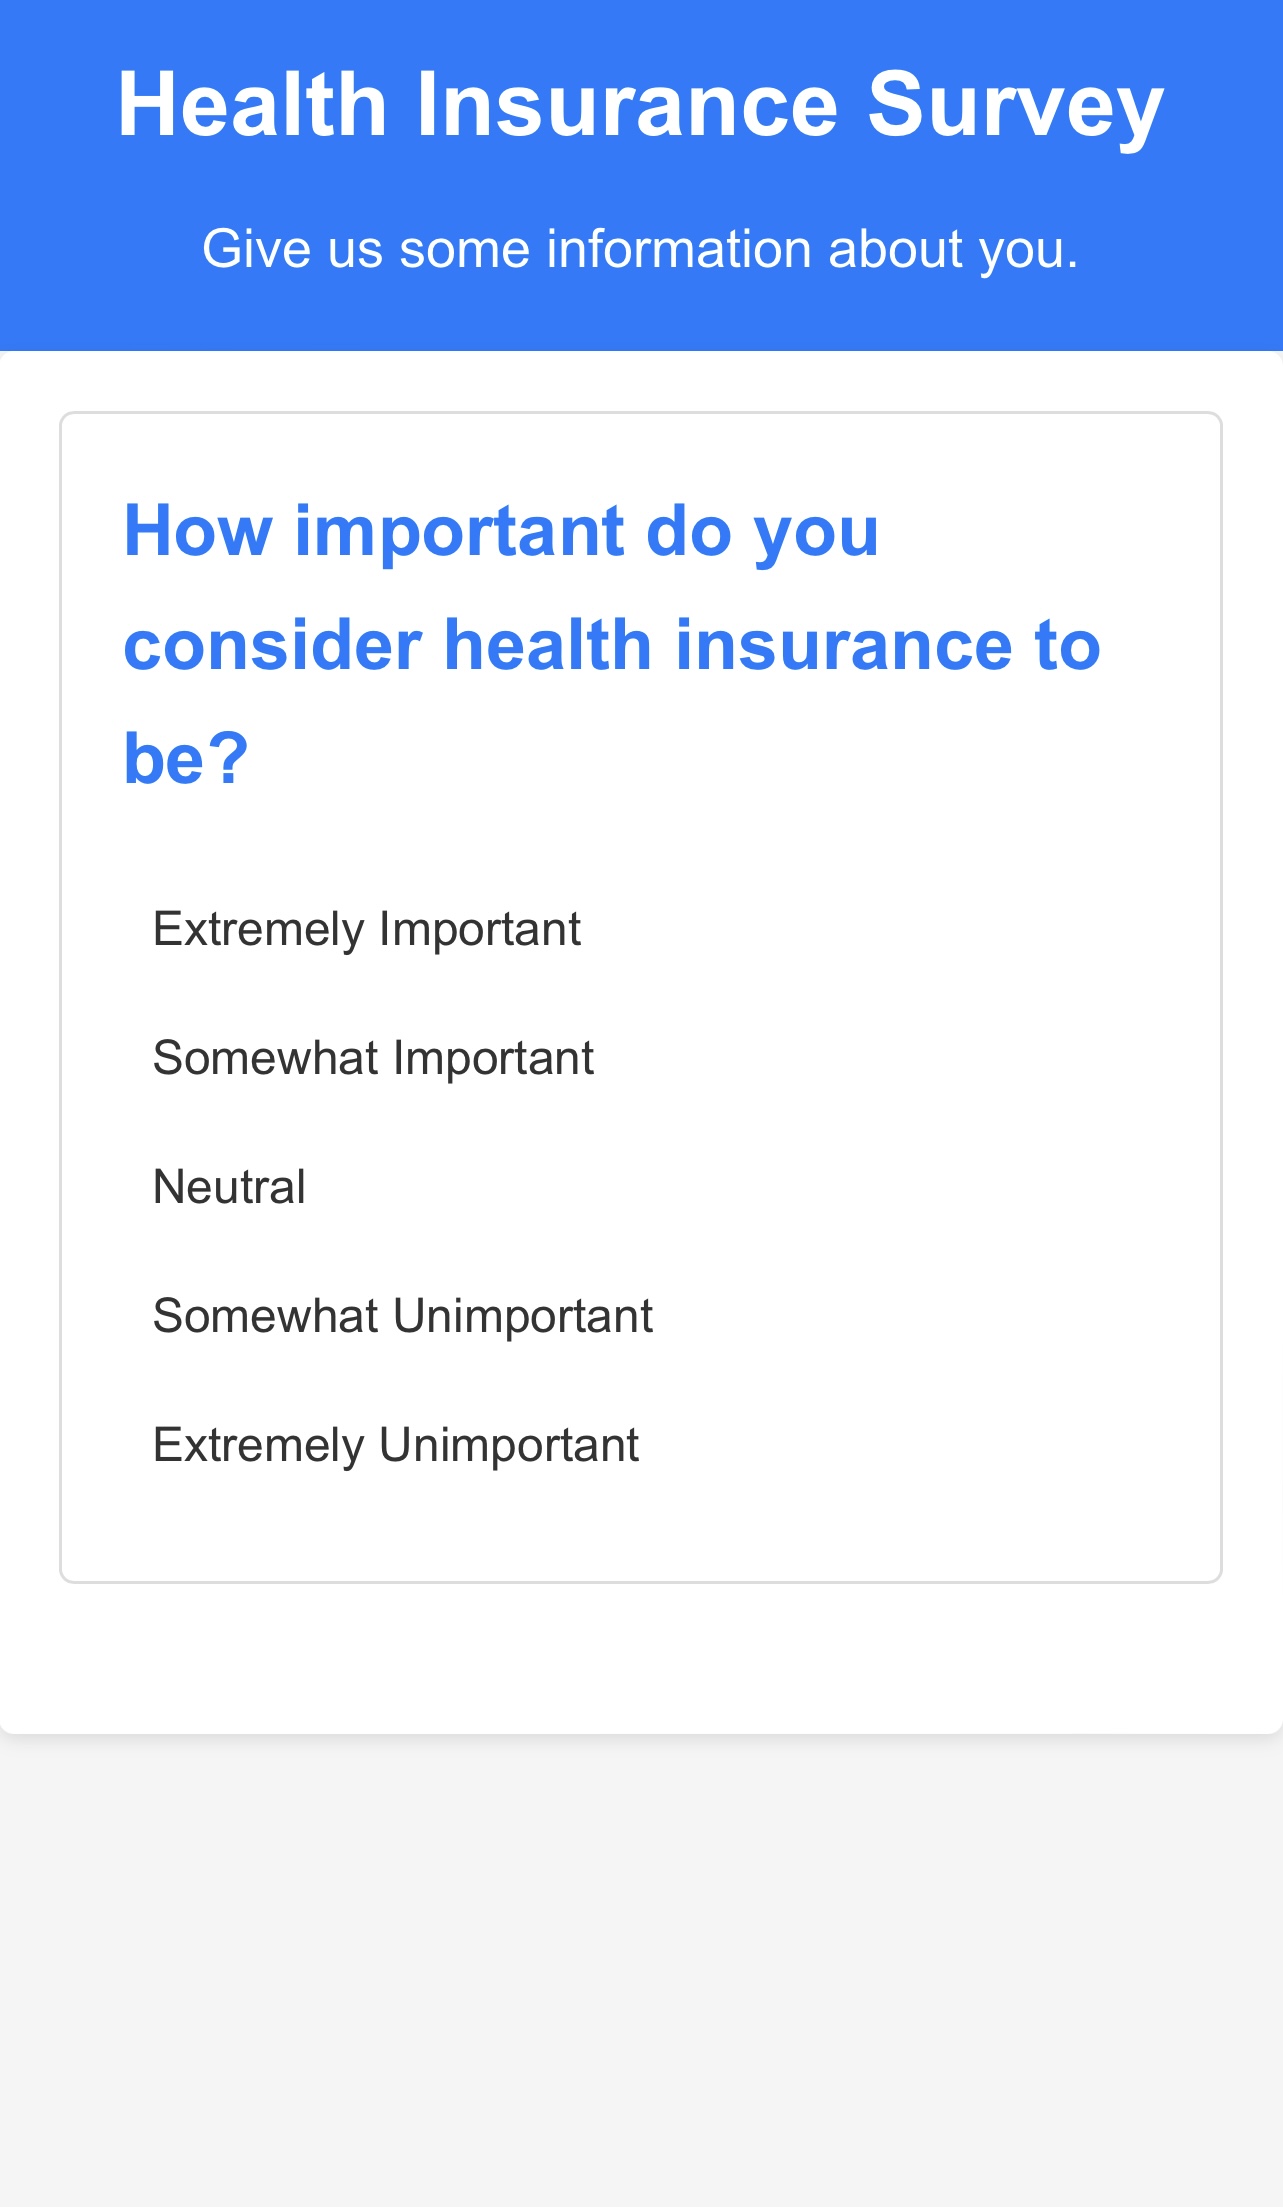 Health Insurance Survey
Give us some information about you.
How important do you
consider health insurance to
be?
Extremely Important
Somewhat Important
Neutral
Somewhat Unimportant
Extremely Unimportant